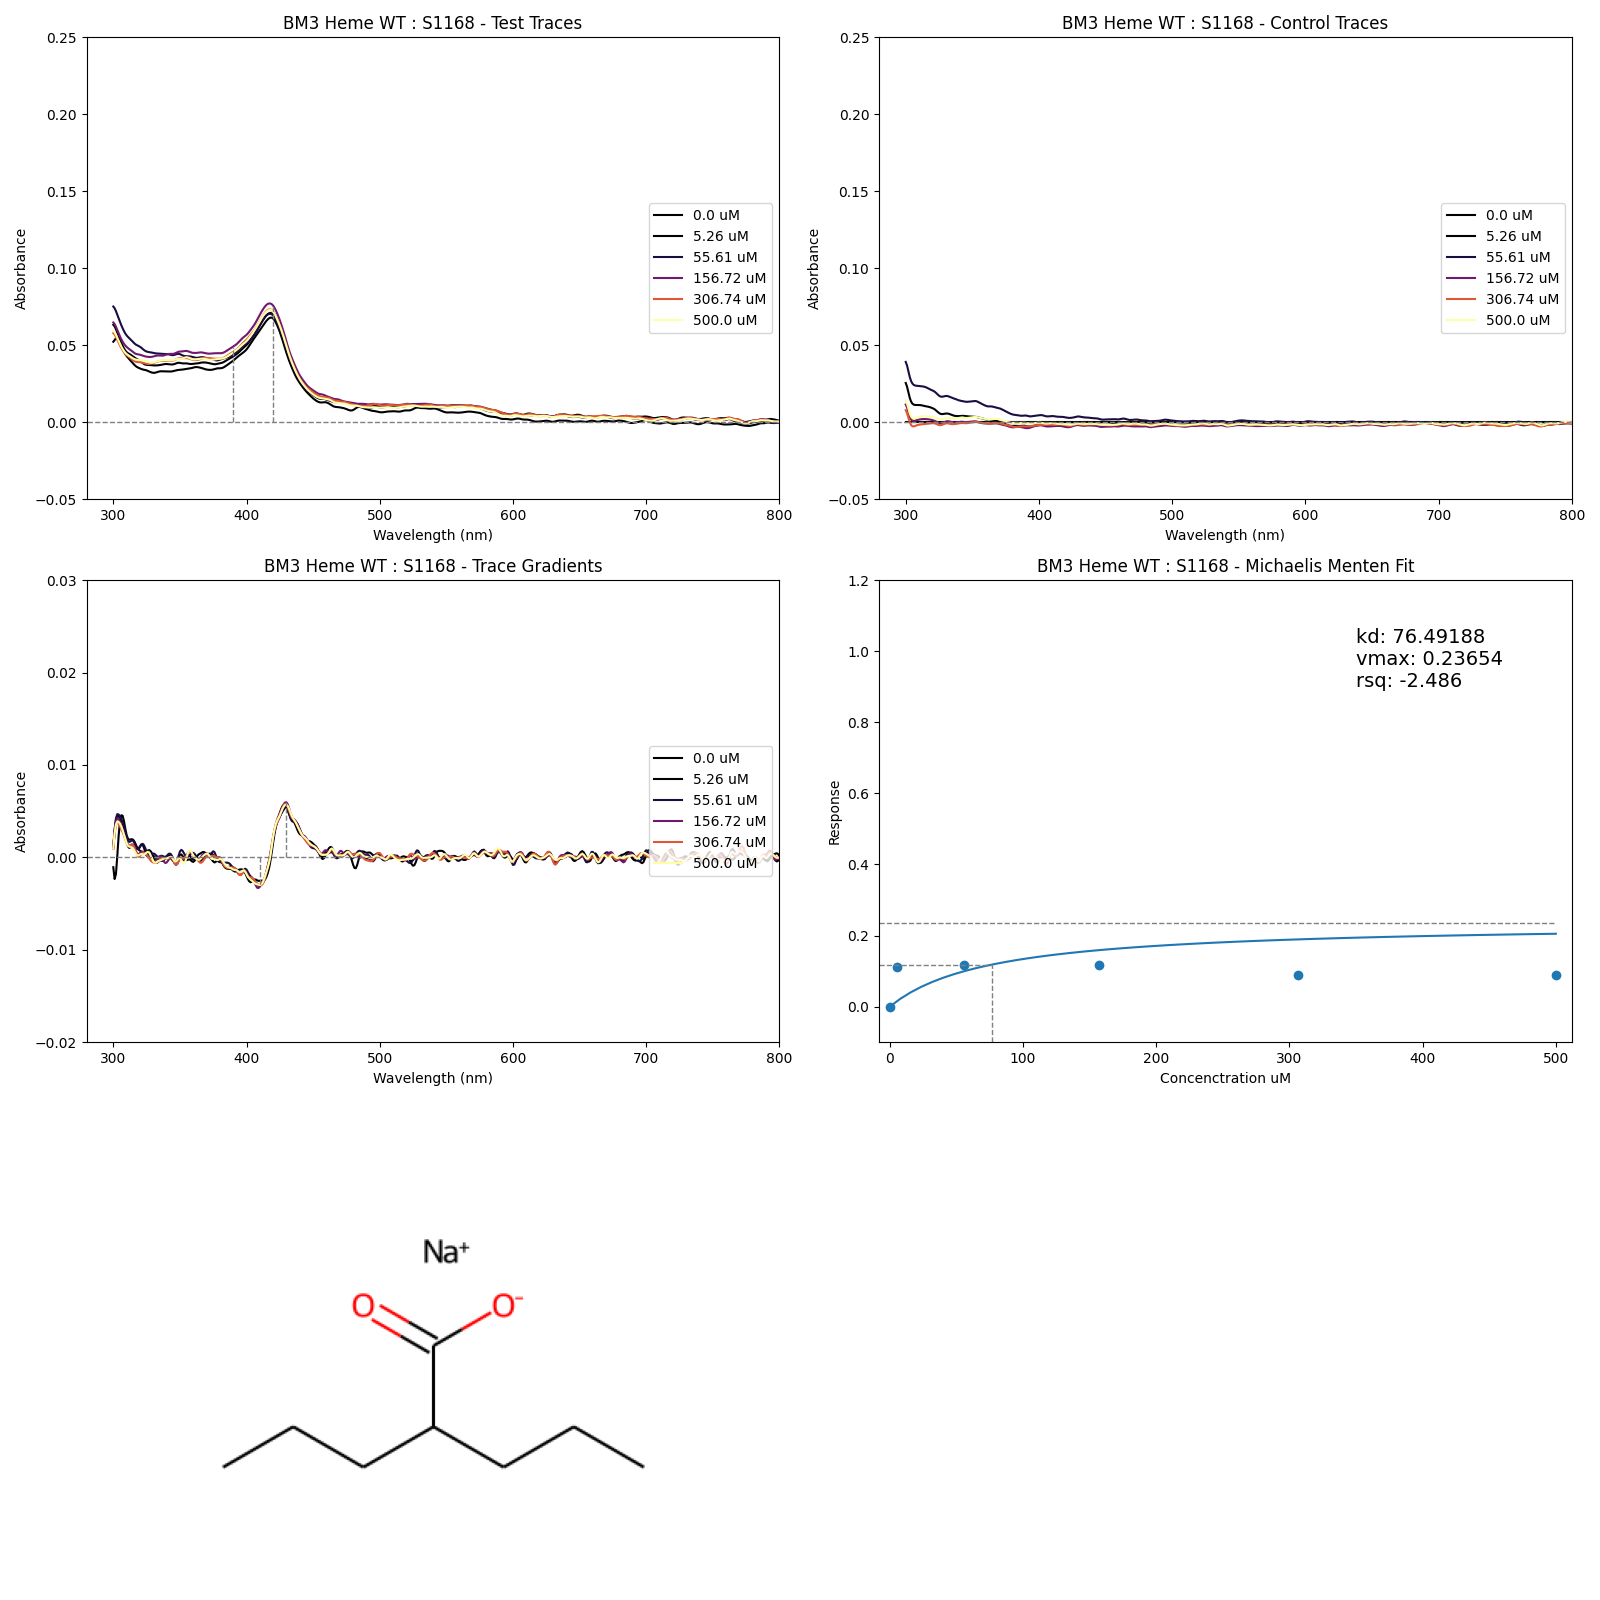 BM3 Heme WT : S1168 - Test Traces
0.25
0.20
0.15
0.10
0.05
0.00
−0.05
Absorbance
300 400 500 600 700 800
Wavelength (nm)
0.0 uM
5.26 uM
55.61 uM
156.72 uM
306.74 uM
500.0 uM
BM3 Heme WT : S1168 - Control Traces
0.25
0.20
0.15
0.10
0.05
0.00
−0.05
Absorbance
300 400 500 600 700 800
Wavelength (nm)
0.0 uM
5.26 uM
55.61 uM
156.72 uM
306.74 uM
500.0 uM
BM3 Heme WT : S1168 - Trace Gradients
0.03
0.02
0.01
0.00
−0.01
−0.02
Absorbance
300 400 500 600 700 800
Wavelength (nm)
0.0 uM
5.26 uM
55.61 uM
156.72 uM
306.74 uM
500.0 uM
BM3 Heme WT : S1168 - Michaelis Menten Fit
1.2
1.0
0.8
0.6
0.4
0.2
0.0
Response
0 100 200 300 400 500
Concenctration uM
kd: 76.49188
vmax: 0.23654
rsq: -2.486
Na+
O O−